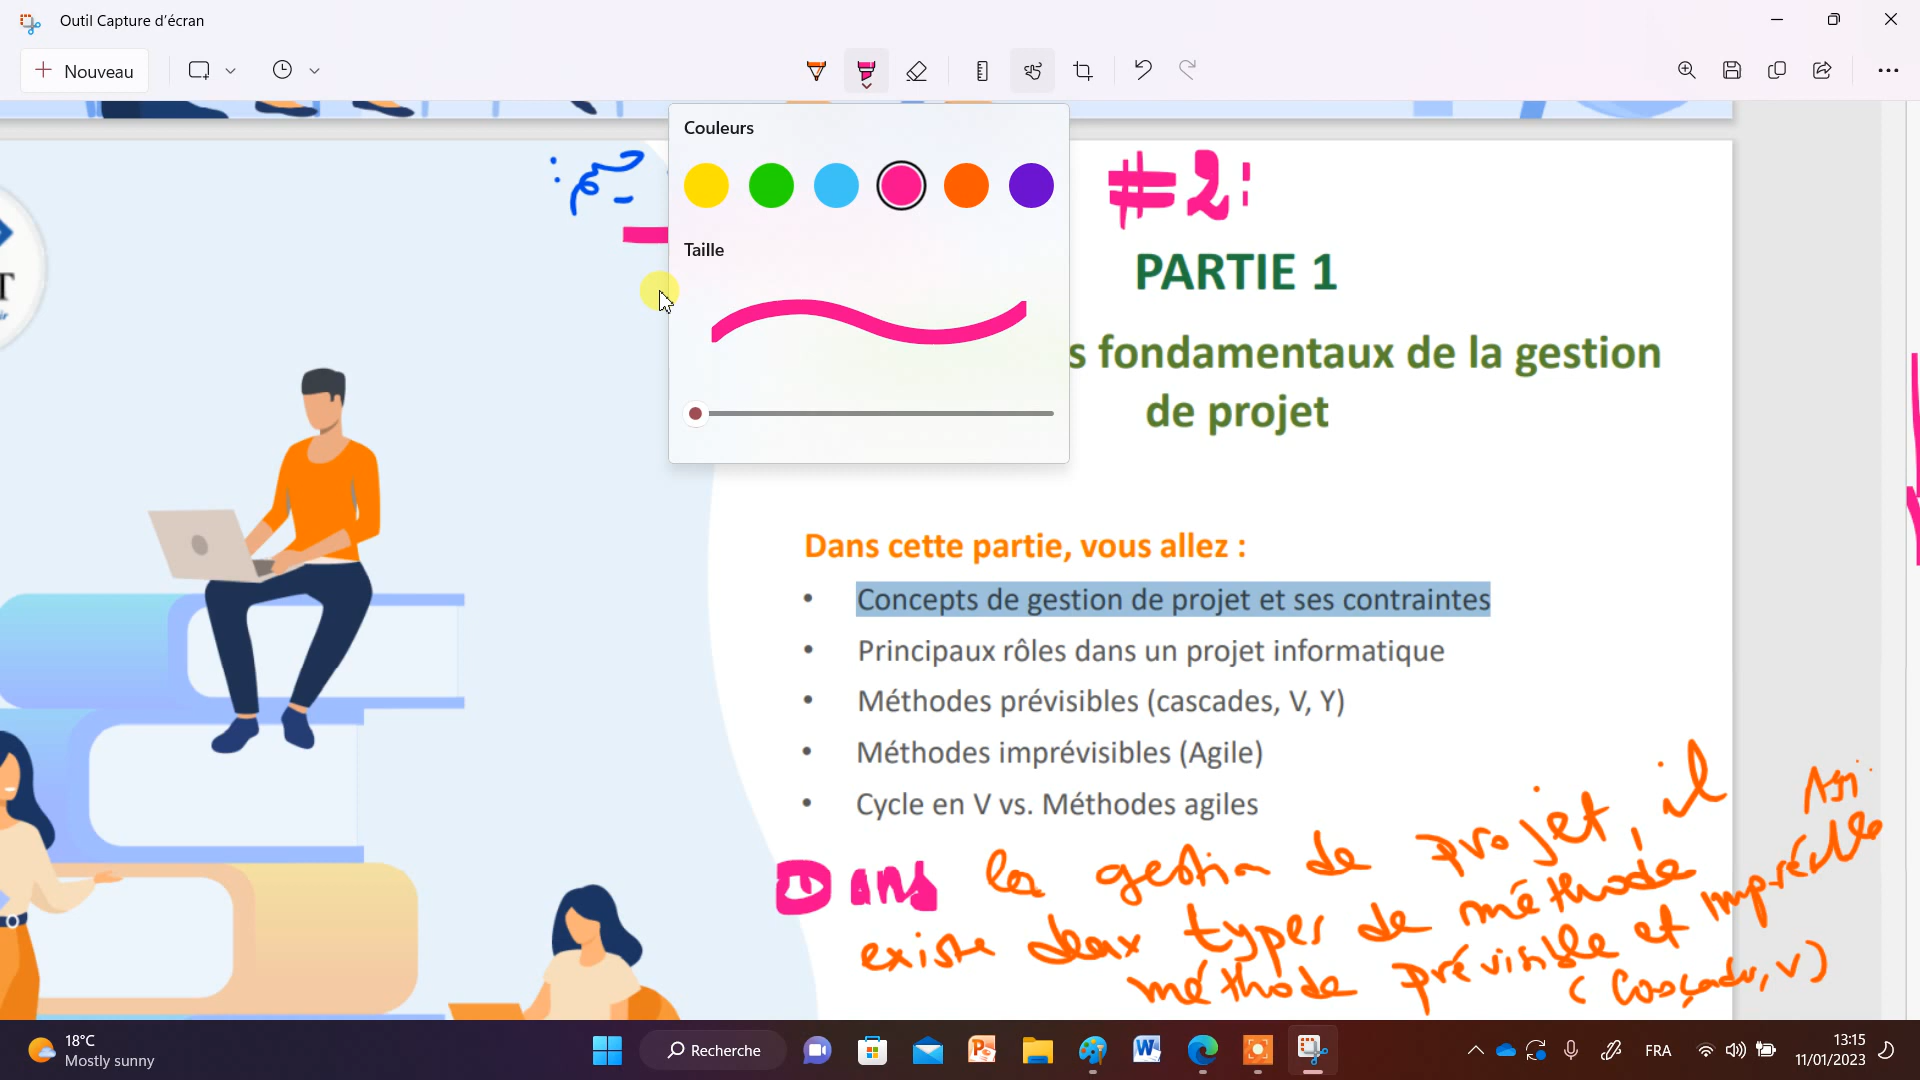 Outil Capture d'écran
Nouveau
Couleurs
Taille
#2:
PARTIE 1
s fondamentaux de la gestion
de projet
Dans cette partie, vous allez :
• Concepts de gestion de projet et ses contraintes
• Principaux rôles dans un projet informatique
• Méthodes prévisibles (cascades, V, Y)
• Méthodes imprévisibles (Agile)
• Cycle en V vs. Méthodes agiles
Dans la gestion de projet, il
existe deux types de méthode
méthode prévisible et
T
18°C
Mostly sunny
Recherche
FRA
13:15
11/01/2023